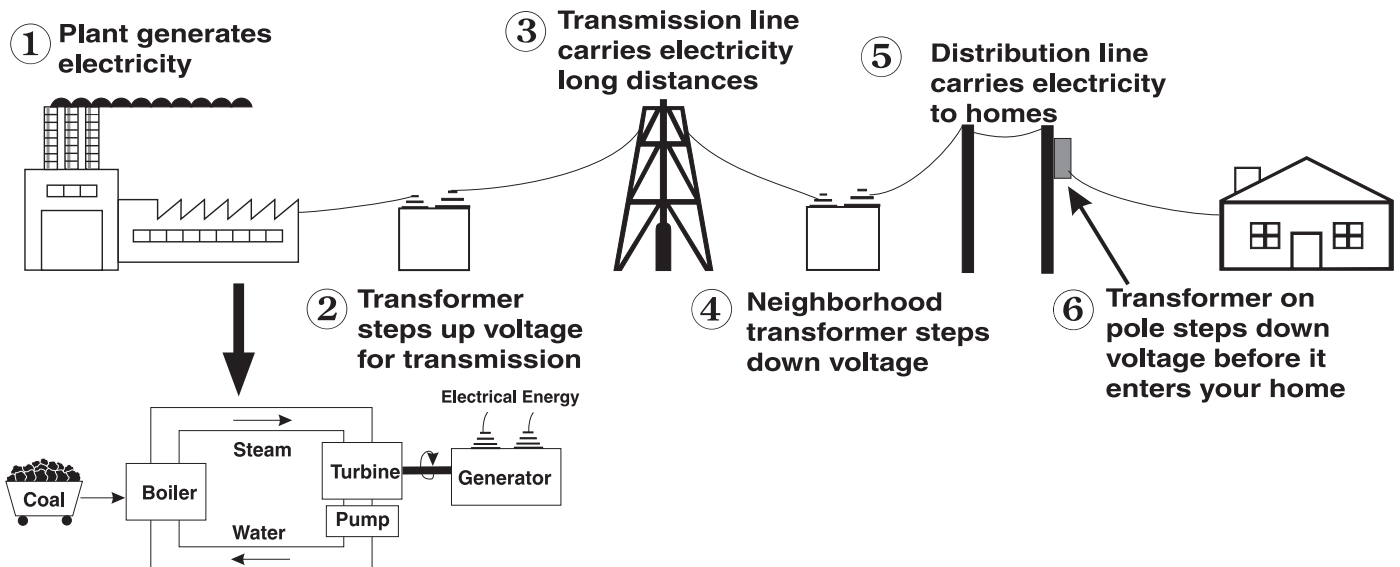 1 Plant generates
electricity
2 Transformer
steps up voltage
for transmission
3 Transmission line
carries electricity
long distances
4 Neighborhood
transformer steps
down voltage
5 Distribution line
carries electricity
to homes
6 Transformer on
pole steps down
voltage before it
enters your home
Coal
Boiler
Steam
Water
Turbine
Pump
Electrical Energy
Generator